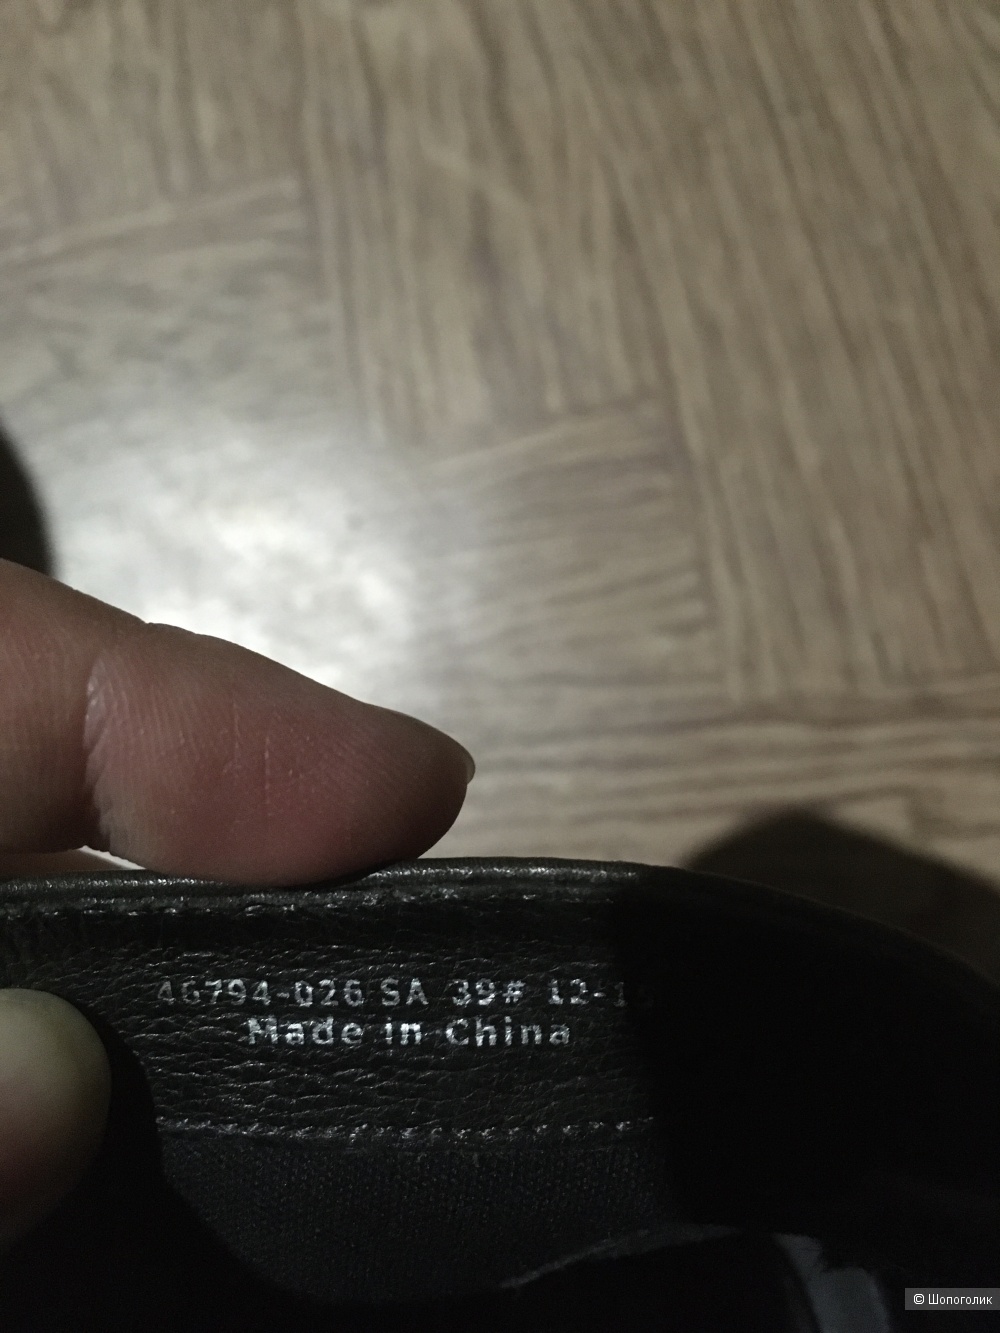 46794-026 SA 39# 12-1
Made in China
© Шопоголик